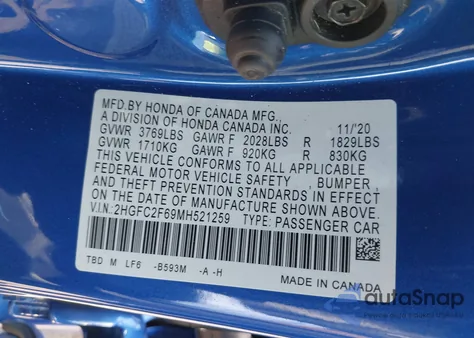 MFD.BY HONDA OF CANADA MFG.,
A DIVISION OF HONDA CANADA INC. 11/'20
GVWR 3769LBS GAWR F 2028LBS R 1829LBS
GVWR 1710KG GAWR F 920KG R 830KG
THIS VEHICLE CONFORMS TO ALL APPLICABLE
FEDERAL MOTOR VEHICLE SAFETY , BUMPER ,
AND THEFT PREVENTION STANDARDS IN EFFECT
ON THE DATE OF MANUFACTURE SHOWN ABOVE.
V.I.N.:2HGFC2F69MH521259 TYPE: PASSENGER CAR
TBD M LF6 -B593M -A -H
MADE IN CANADA
autoSnap